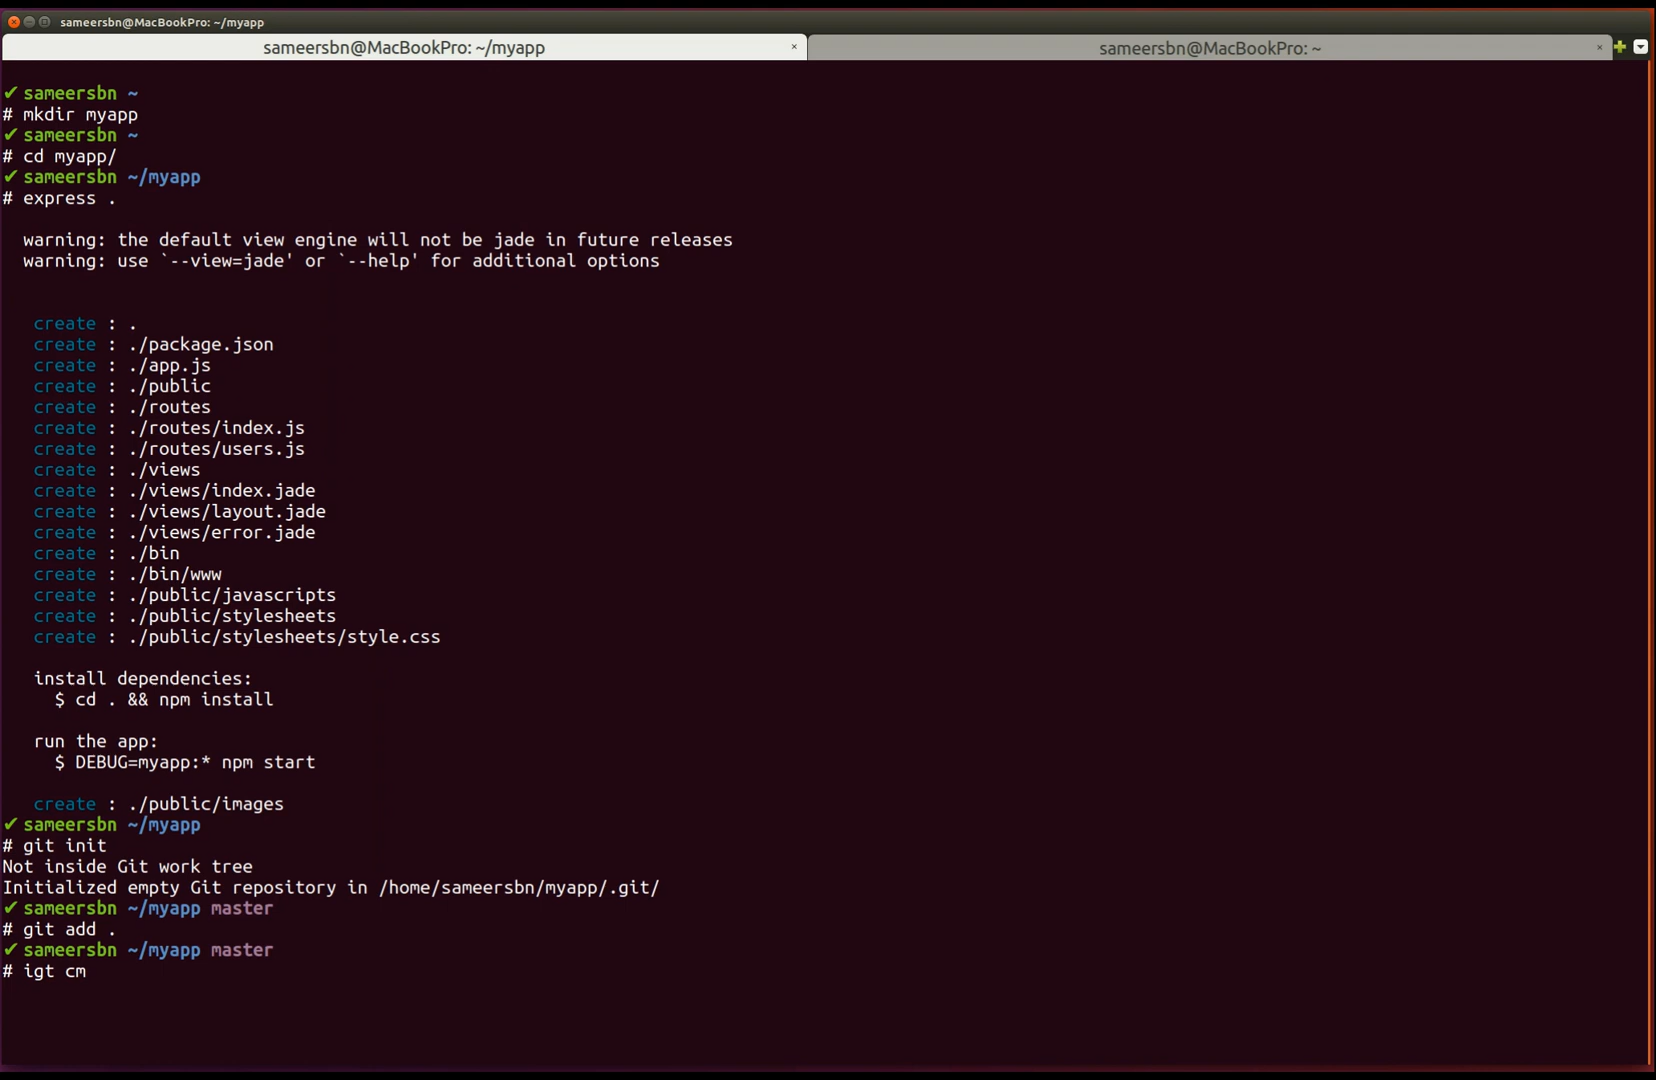 sameersbn@MacBookPro: ~/myapp
sameersbn@MacBookPro: ~/myapp × sameersbn@MacBookPro: ~ ×
✔ sameersbn ~
# mkdir myapp
✔ sameersbn ~
# cd myapp/
✔ sameersbn ~/myapp
# express .
warning: the default view engine will not be jade in future releases
warning: use `--view=jade' or `--help' for additional options
create : .
create : ./package.json
create : ./app.js
create : ./public
create : ./routes
create : ./routes/index.js
create : ./routes/users.js
create : ./views
create : ./views/index.jade
create : ./views/layout.jade
create : ./views/error.jade
create : ./bin
create : ./bin/www
create : ./public/javascripts
create : ./public/stylesheets
create : ./public/stylesheets/style.css
install dependencies:
$ cd . && npm install
run the app:
$ DEBUG=myapp:* npm start
create : ./public/images
✔ sameersbn ~/myapp
# git init
Not inside Git work tree
Initialized empty Git repository in /home/sameersbn/myapp/.git/
✔ sameersbn ~/myapp master
# git add .
✔ sameersbn ~/myapp master
# igt cm